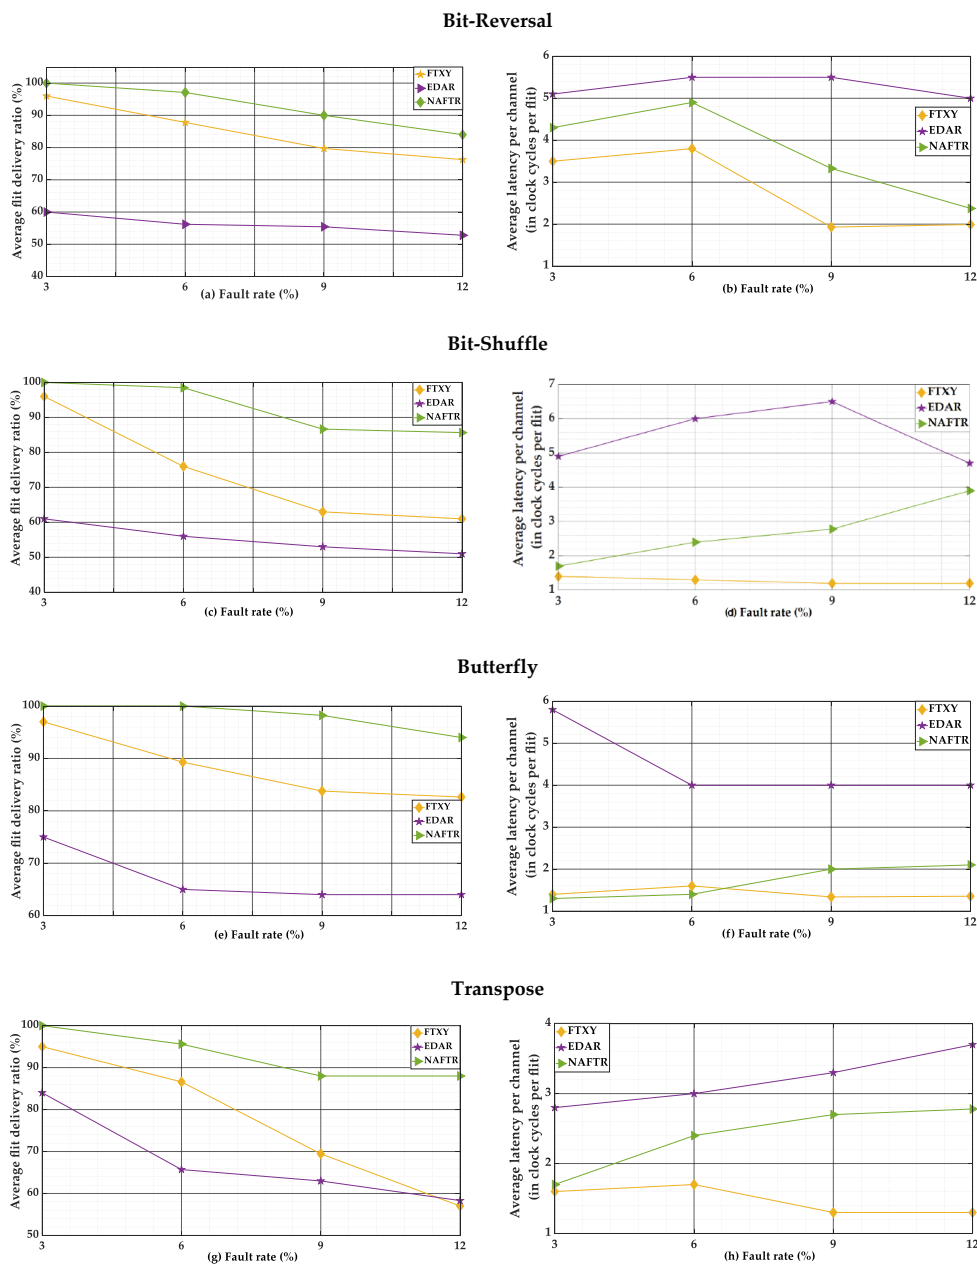 Bit-Reversal
Average flit delivery ratio (%)
100
90
80
70
60
50
40
3
6
9
12
(a) Fault rate (%)
FTXY
EDAR
NAFTR
Average latency per channel
(in clock cycles per flit)
6
5
4
3
2
1
3
6
9
12
(b) Fault rate (%)
FTXY
EDAR
NAFTR
Bit-Shuffle
Average flit delivery ratio (%)
100
90
80
70
60
50
40
3
6
9
12
(c) Fault rate (%)
FTXY
EDAR
NAFTR
Average latency per channel
(in clock cycles per flit)
7
6
5
4
3
2
1
3
6
9
12
(d) Fault rate (%)
FTXY
EDAR
NAFTR
Butterfly
Average flit delivery ratio (%)
100
90
80
70
60
3
6
9
12
(e) Fault rate (%)
FTXY
EDAR
NAFTR
Average latency per channel
(in clock cycles per flit)
6
5
4
3
2
1
3
6
9
12
(f) Fault rate (%)
FTXY
EDAR
NAFTR
Transpose
Average flit delivery ratio (%)
100
90
80
70
60
50
3
6
9
12
(g) Fault rate (%)
FTXY
EDAR
NAFTR
Average latency per channel
(in clock cycles per flit)
4
3
2
1
3
6
9
12
(h) Fault rate (%)
FTXY
EDAR
NAFTR